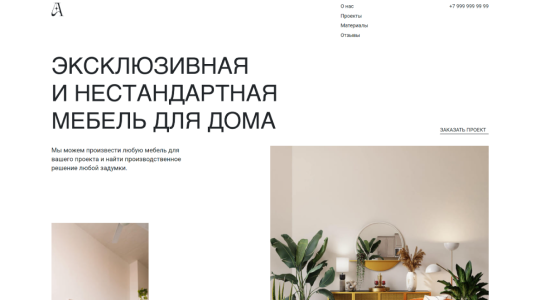 А
О нас
+7 999 999 99 99
Проекты
Материалы
Отзывы
ЭКСКЛЮЗИВНАЯ
И НЕСТАНДАРТНАЯ
МЕБЕЛЬ ДЛЯ ДОМА
ЗАКАЗАТЬ ПРОЕКТ
Мы можем произвести любую мебель для
вашего проекта и найти производственное
решение любой задумки.